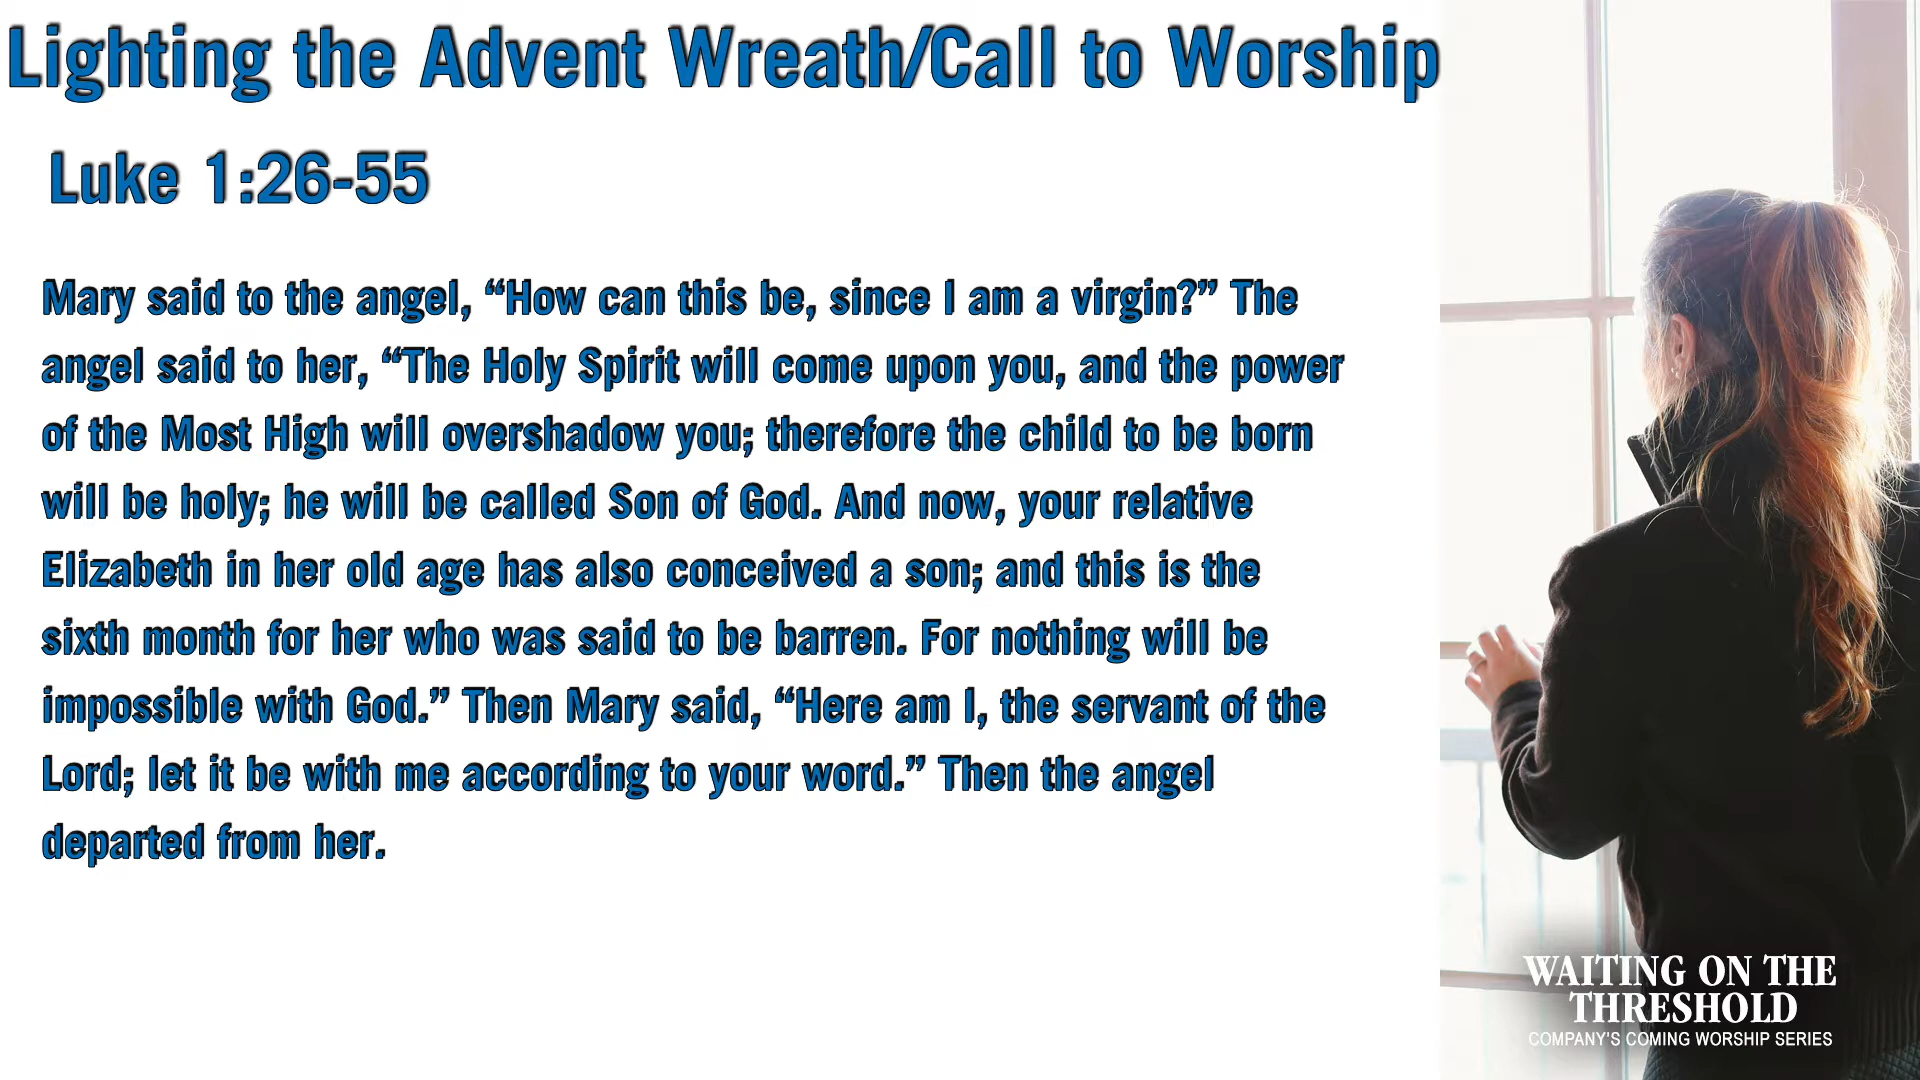 Lighting the Advent Wreath/Call to Worship
Luke 1:26-55
Mary said to the angel, “How can this be, since I am a virgin?” The
angel said to her, “The Holy Spirit will come upon you, and the power
of the Most High will overshadow you; therefore the child to be born
will be holy; he will be called Son of God. And now, your relative
Elizabeth in her old age has also conceived a son; and this is the
sixth month for her who was said to be barren. For nothing will be
impossible with God.” Then Mary said, “Here am I, the servant of the
Lord; let it be with me according to your word.” Then the angel
departed from her.
WAITING ON THE
THRESHOLD
COMPANY'S COMING WORSHIP SERIES